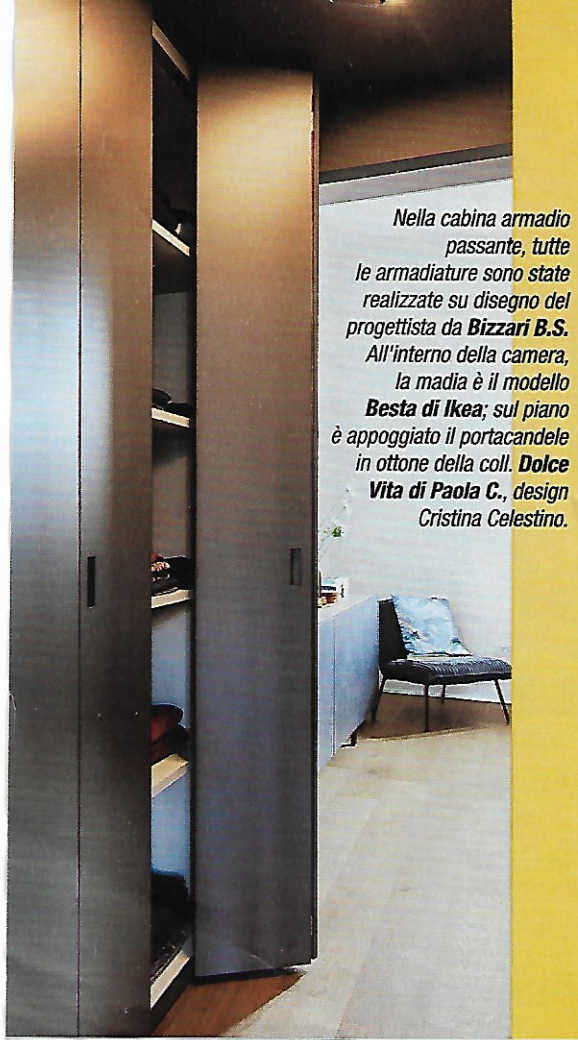 Nella cabina armadio
passante, tutte
le armadiature sono state
realizzate su disegno del
progettista da Bizzari B.S.
All'interno della camera,
la madia è il modello
Besta di Ikea; sul piano
è appoggiato il portacandele
in ottone della coll. Dolce
Vita di Paola C., design
Cristina Celestino.